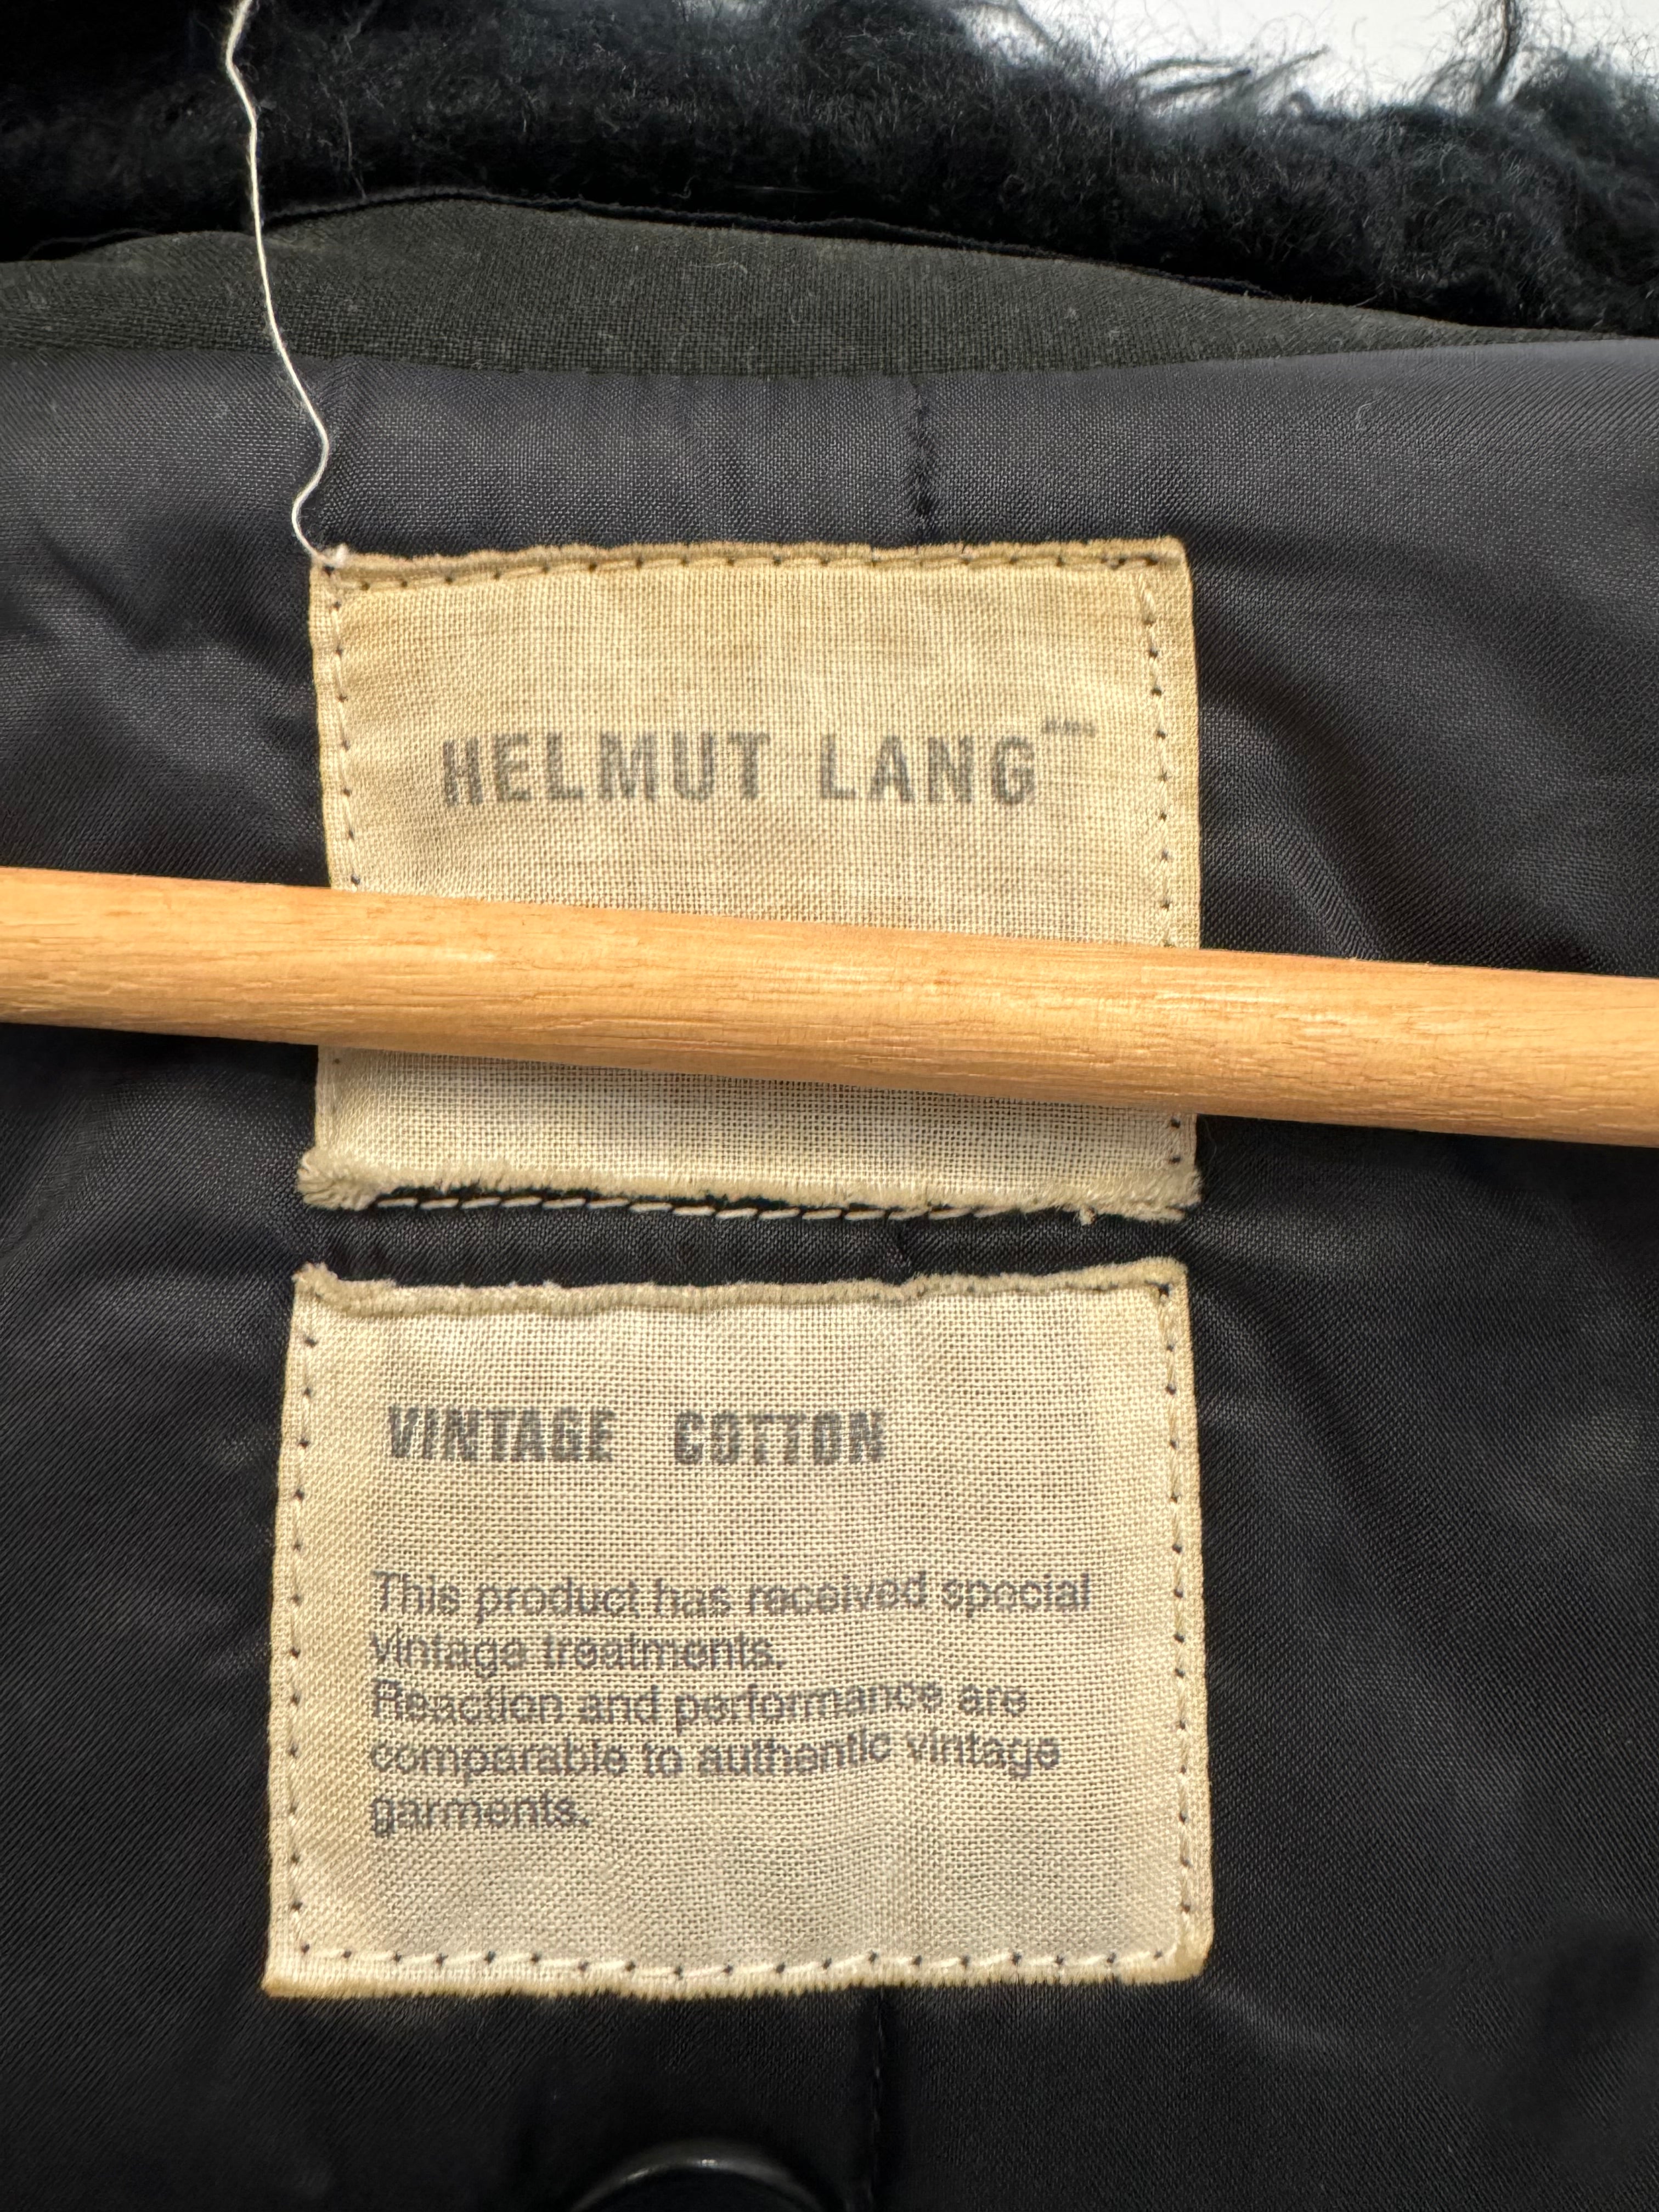 HELMUT LANG
VINTAGE COTTON
This product has received special
vintage treatments.
Reaction and performance are
comparable to authentic vintage
garments.